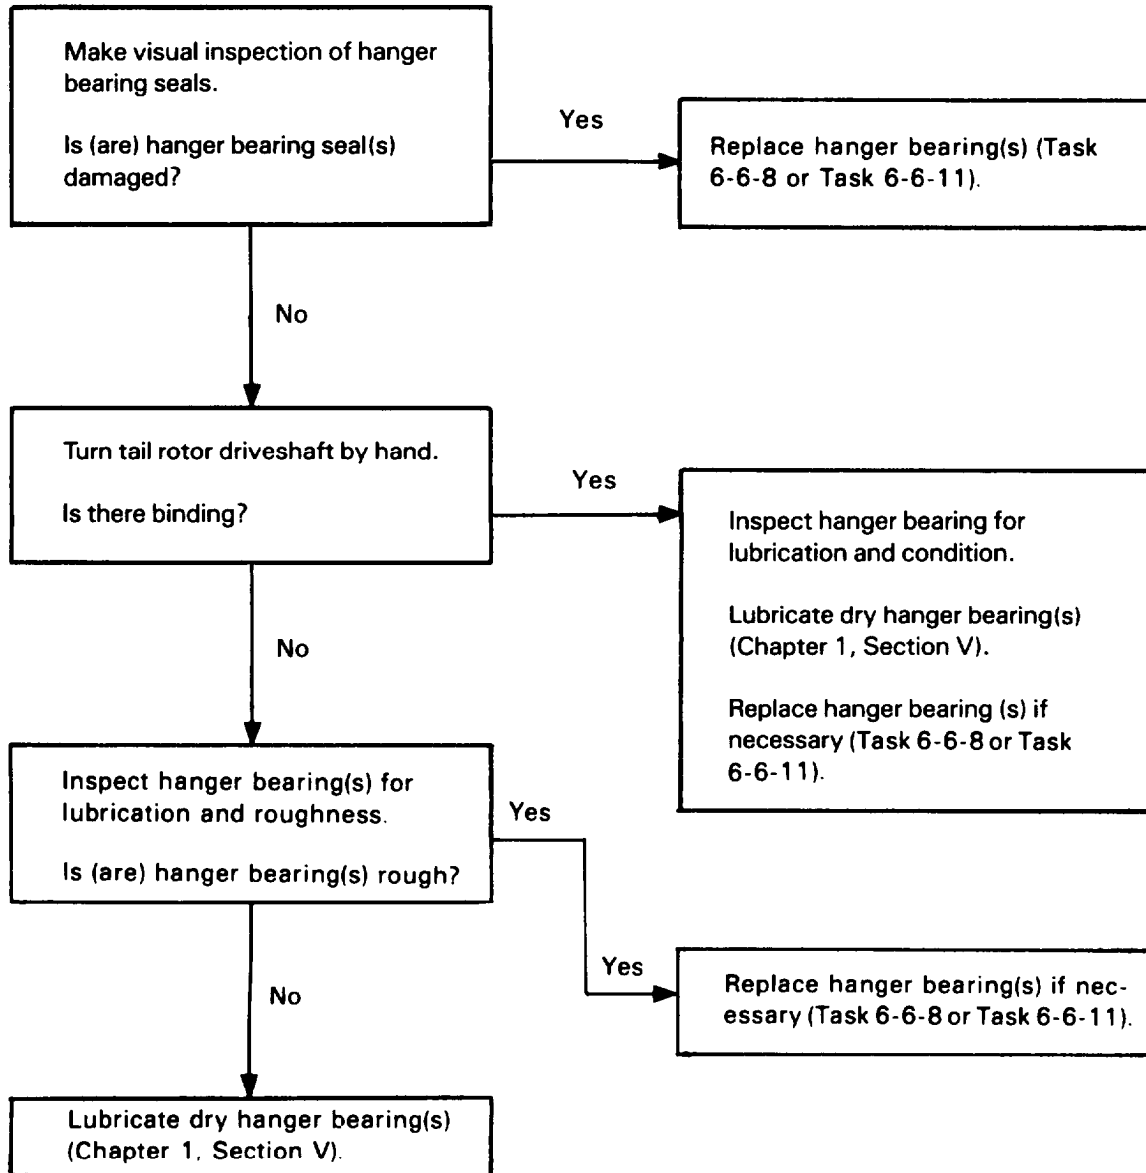 Make visual inspection of hanger
bearing seals.
Is (are) hanger bearing seal(s)
damaged?
Yes
Replace hanger bearing(s) (Task
6-6-8 or Task 6-6-11).
No
Turn tail rotor driveshaft by hand.
Is there binding?
Yes
Inspect hanger bearing for
lubrication and condition.
Lubricate dry hanger bearing(s)
(Chapter 1, Section V).
Replace hanger bearing (s) if
necessary (Task 6-6-8 or Task
6-6-11).
No
Inspect hanger bearing(s) for
lubrication and roughness.
Is (are) hanger bearing(s) rough?
Yes
Yes
Replace hanger bearing(s) if nec-
essary (Task 6-6-8 or Task 6-6-11).
No
Lubricate dry hanger bearing(s)
(Chapter 1, Section V).